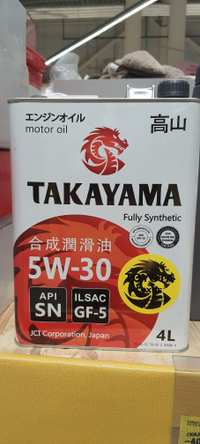 エンジンオイル
motor oil
高山
TAKAYAMA
Fully Synthetic
合成潤滑油
5W-30
API
SN
ILSAC
GF-5
JCI Corporation, Japan
4L